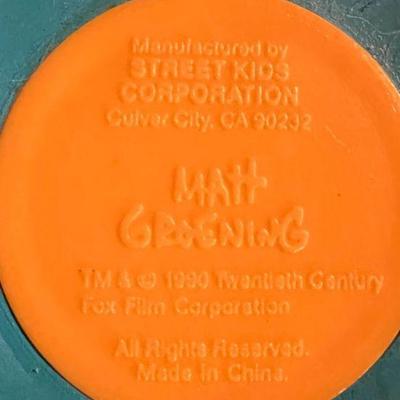 Manufactured by
STREET KIDS
CORPORATION
Culver City, CA 90232
MATT
GROENING
TM & © 1990 Twentieth Century
Fox Film Corporation
All Rights Reserved.
Made in China.